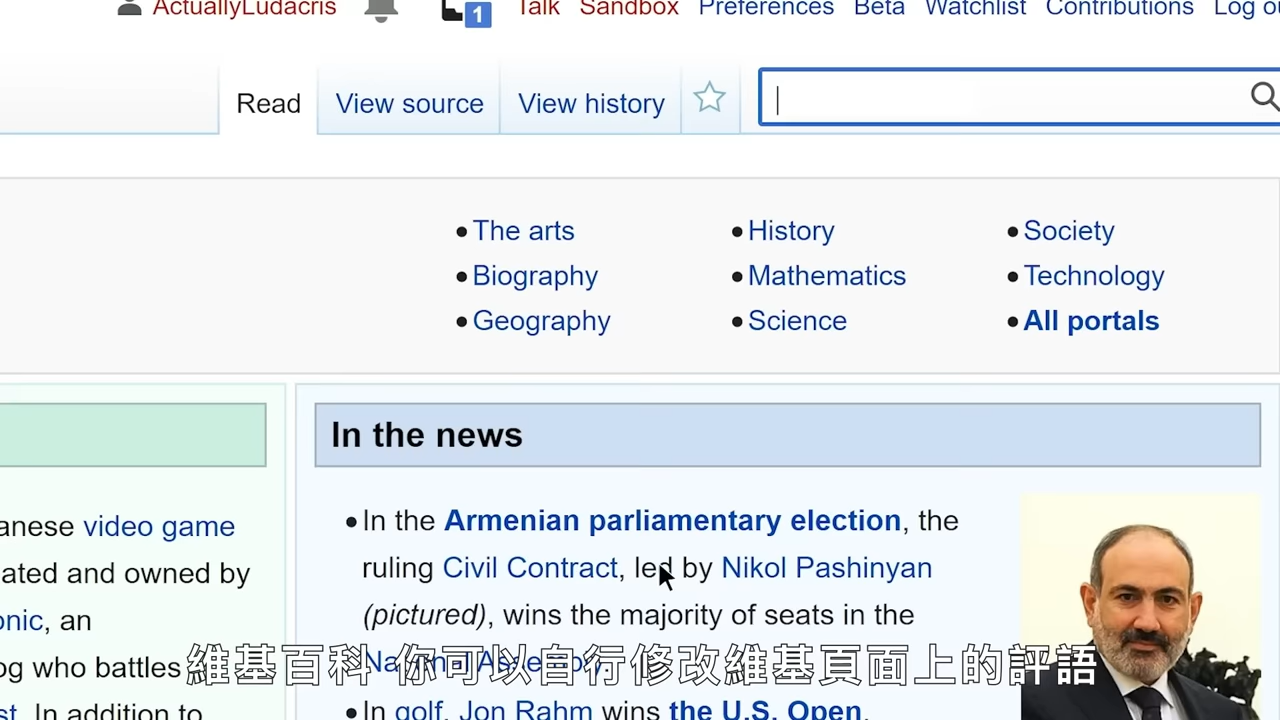 ActuallyLudacris 1 Talk Sandbox Preferences Beta Watchlist Contributions Log ou
Read View source View history
The arts History Society
Biography Mathematics Technology
Geography Science All portals
In the news
anese video game
ated and owned by
onic, an
og who battles
st. In addition to
In the Armenian parliamentary election, the
ruling Civil Contract, led by Nikol Pashinyan
(pictured), wins the majority of seats in the
National Assembly.
In golf, Jon Rahm wins the U.S. Open.
維基百科 你可以自行修改維基頁面上的評語